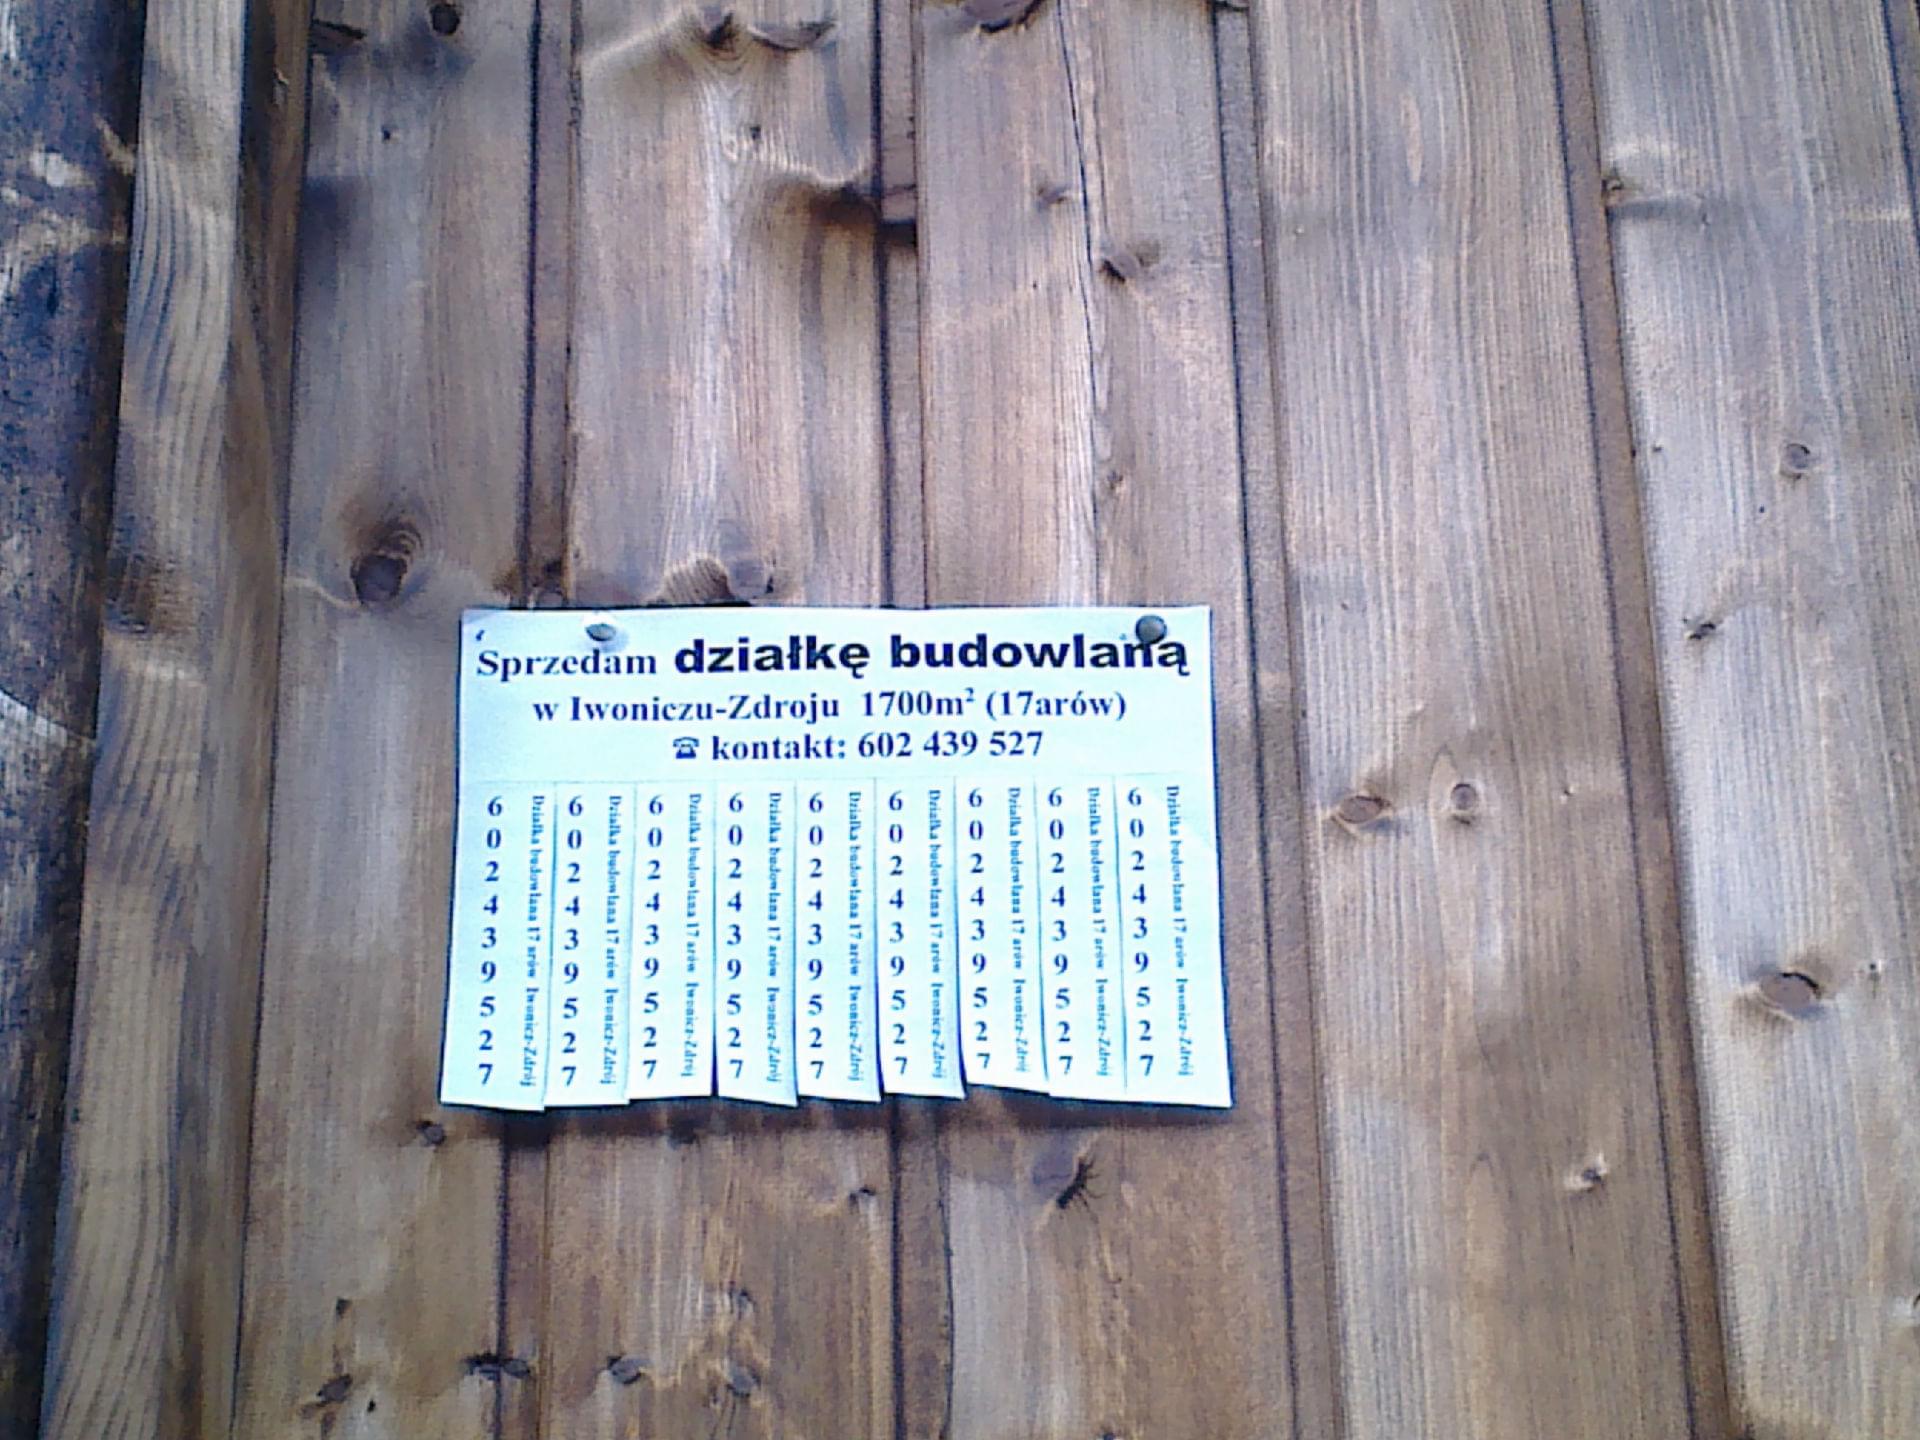 Sprzedam działkę budowlaną
w Iwoniczu-Zdroju 1700m² (17arów)
☎ kontakt: 602 439 527
602439527
Działka budowlana 17 arów Iwonicz-Zdrój
602439527
Działka budowlana 17 arów Iwonicz-Zdrój
602439527
Działka budowlana 17 arów Iwonicz-Zdrój
602439527
Działka budowlana 17 arów Iwonicz-Zdrój
602439527
Działka budowlana 17 arów Iwonicz-Zdrój
602439527
Działka budowlana 17 arów Iwonicz-Zdrój
602439527
Działka budowlana 17 arów Iwonicz-Zdrój
602439527
Działka budowlana 17 arów Iwonicz-Zdrój
602439527
Działka budowlana 17 arów Iwonicz-Zdrój